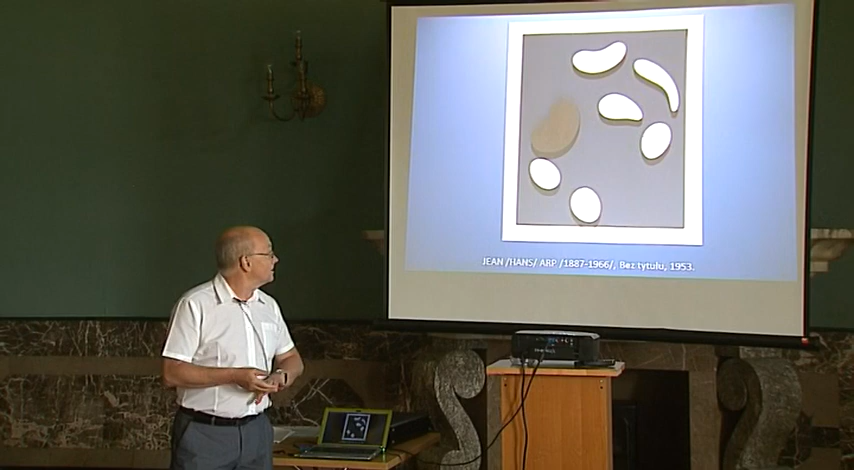 JEAN /HANS/ ARP /1887-1966/, Bez tytułu, 1953.